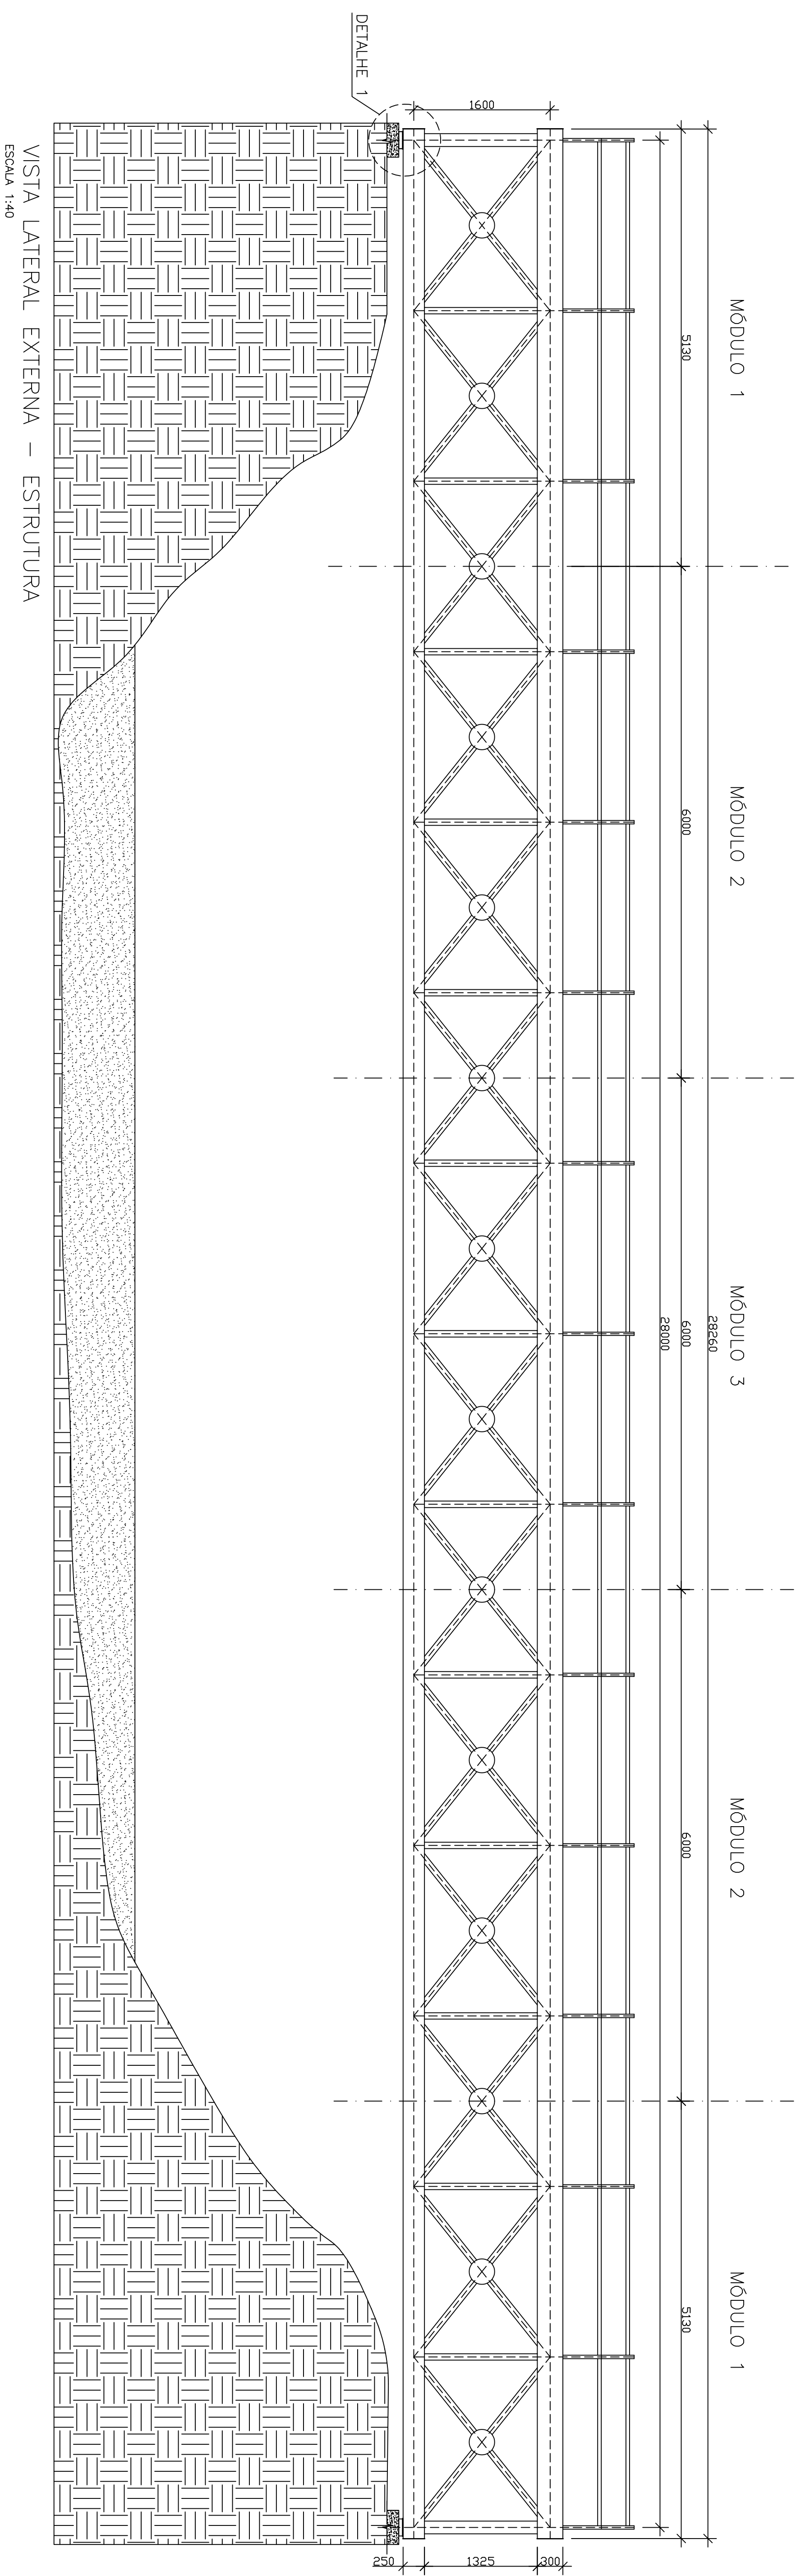 MÓDULO 1
MÓDULO 2
MÓDULO 3
MÓDULO 2
MÓDULO 1
28260
5130
6000
6000
6000
5130
28000
1600
300
1325
250
DETALHE 1
VISTA LATERAL EXTERNA - ESTRUTURA
ESCALA 1:40